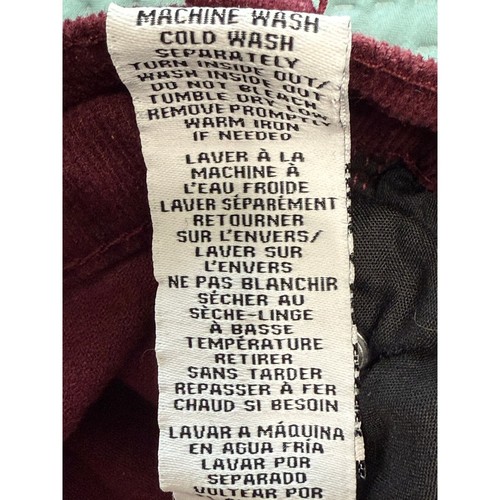 MACHINE WASH
COLD WASH
SEPARATELY
TURN INSIDE OUT/
WASH INSIDE OUT
DO NOT BLEACH
TUMBLE DRY LOW
REMOVE PROMPTLY
WARM IRON
IF NEEDED
LAVER À LA
MACHINE À
L'EAU FROIDE
LAVER SÉPARÉMENT
RETOURNER
SUR L'ENVERS/
LAVER SUR
L'ENVERS
NE PAS BLANCHIR
SÉCHER AU
SÈCHE-LINGE
À BASSE
TEMPÉRATURE
RETIRER
SANS TARDER
REPASSER À FER
CHAUD SI BESOIN
LAVAR A MÁQUINA
EN AGUA FRÍA
LAVAR POR
SEPARADO
VOLTEAR POR